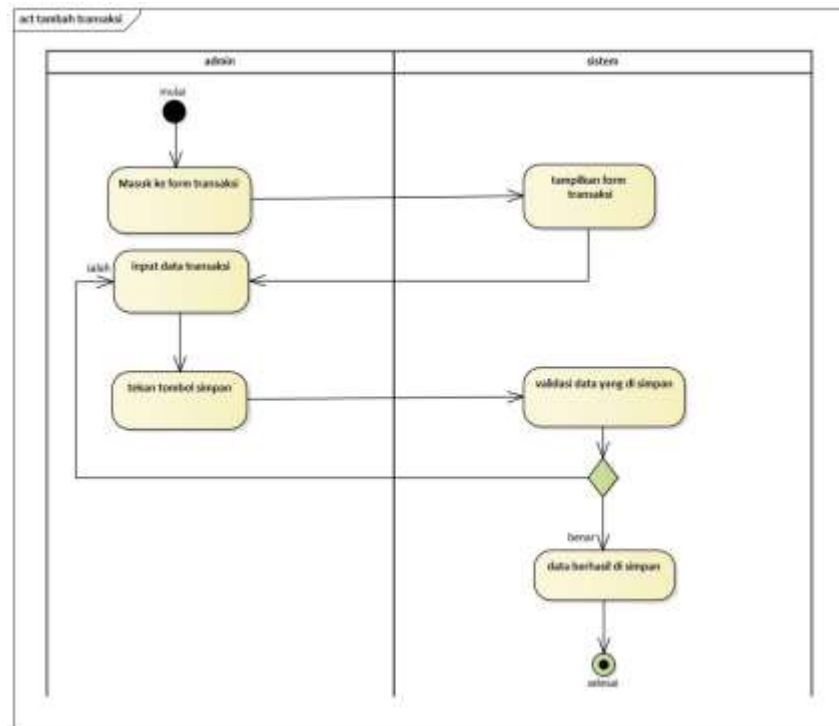 act tambah transaksi
admin
sistem
mulai
Masuk ke form transaksi
tampilkan form
transaksi
salah
input data transaksi
tekan tombol simpan
validasi data yang di simpan
benar
data berhasil di simpan
selesai